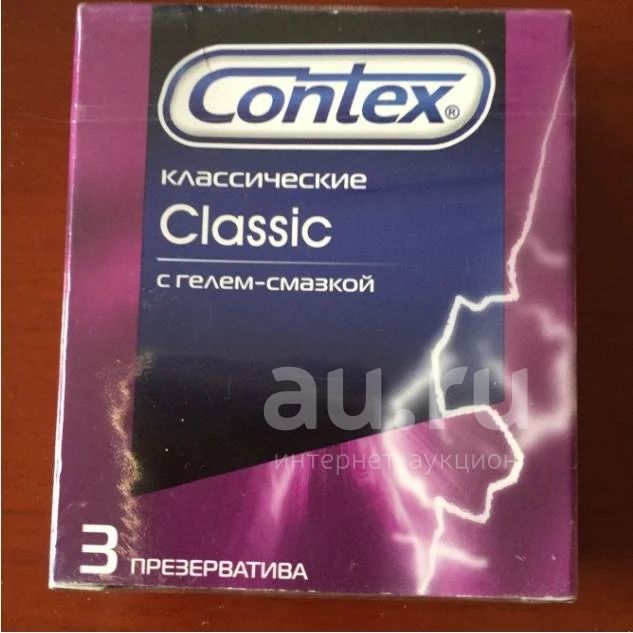 Contex®
классические
Classic
с гелем-смазкой
au.ru
интернет-аукцион
3 ПРЕЗЕРВАТИВА